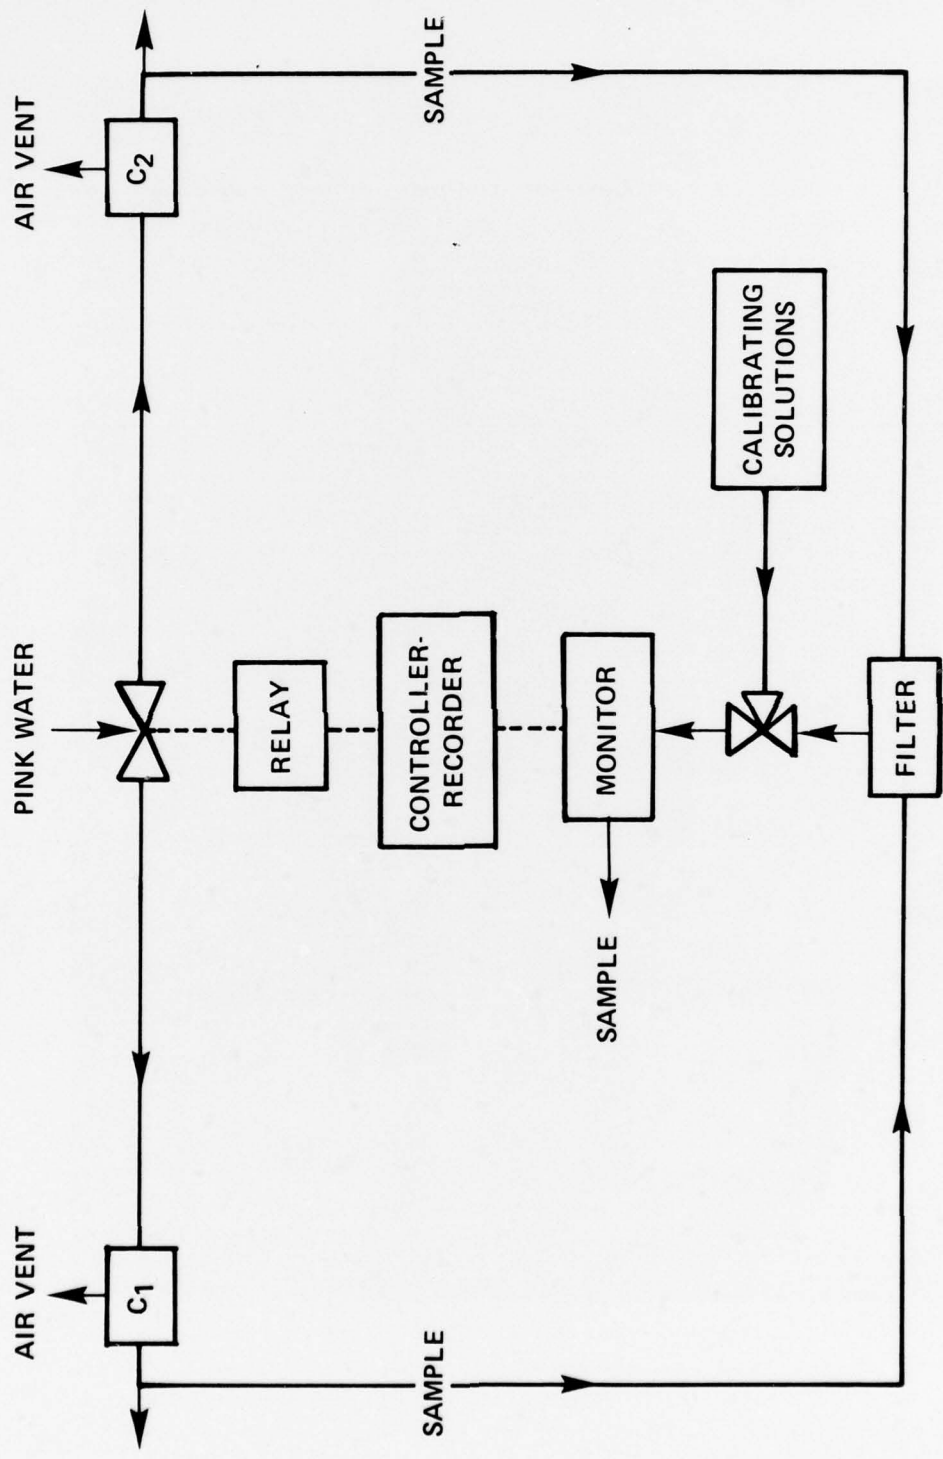 AIR VENT
PINK WATER
AIR VENT
C1
C2
RELAY
CONTROLLER-
RECORDER
SAMPLE
MONITOR
SAMPLE
SAMPLE
CALIBRATING
SOLUTIONS
FILTER